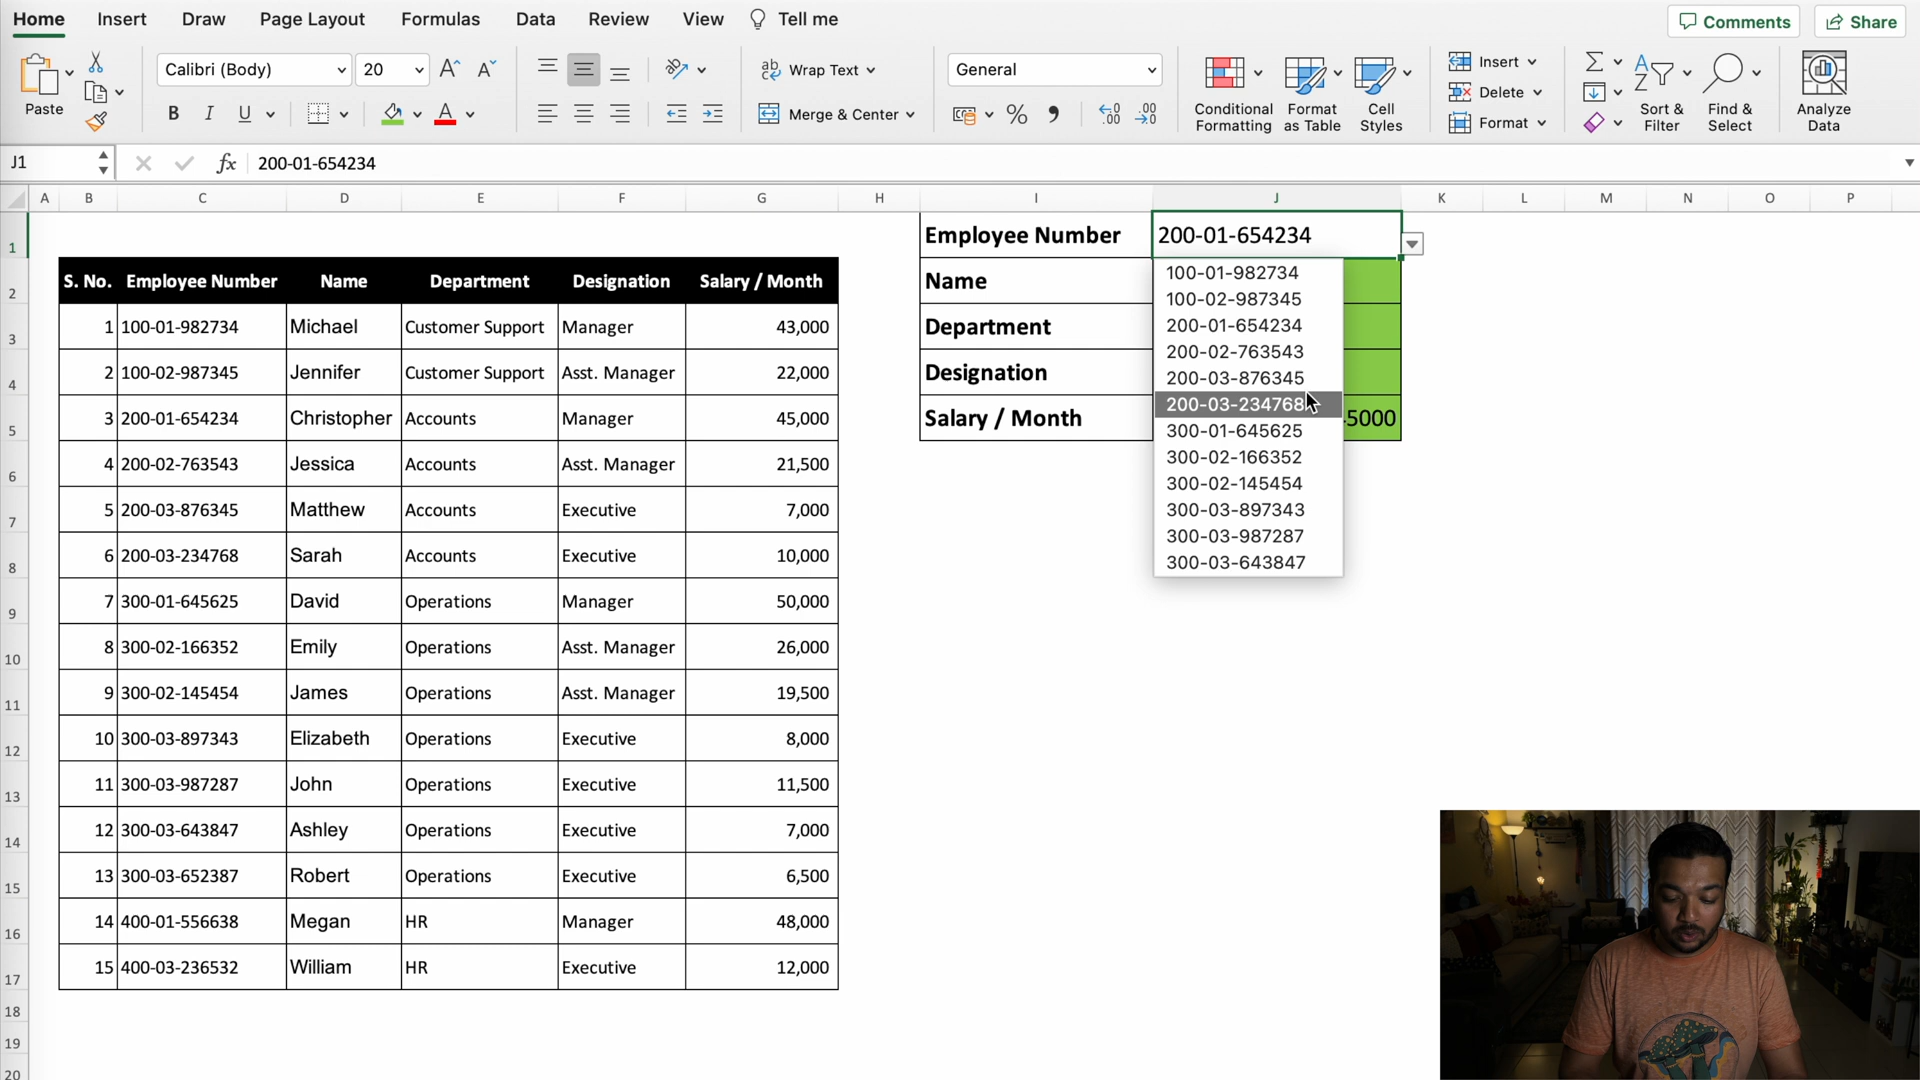 Home Insert Draw Page Layout Formulas Data Review View Tell me Comments Share
Paste Calibri (Body) 20 A A Wrap Text General Insert
B I U A Merge & Center % Conditional Formatting Format as Table Cell Styles Delete Format Sort & Filter Find & Select Analyze Data
J1 fx 200-01-654234
A B C D E F G H I J K L M N O P
1 Employee Number 200-01-654234
2 S. No. Employee Number Name Department Designation Salary / Month Name
3 1 100-01-982734 Michael Customer Support Manager 43,000 Department
4 2 100-02-987345 Jennifer Customer Support Asst. Manager 22,000 Designation
5 3 200-01-654234 Christopher Accounts Manager 45,000 Salary / Month 5000
6 4 200-02-763543 Jessica Accounts Asst. Manager 21,500
7 5 200-03-876345 Matthew Accounts Executive 7,000
8 6 200-03-234768 Sarah Accounts Executive 10,000
9 7 300-01-645625 David Operations Manager 50,000
10 8 300-02-166352 Emily Operations Asst. Manager 26,000
11 9 300-02-145454 James Operations Asst. Manager 19,500
12 10 300-03-897343 Elizabeth Operations Executive 8,000
13 11 300-03-987287 John Operations Executive 11,500
14 12 300-03-643847 Ashley Operations Executive 7,000
15 13 300-03-652387 Robert Operations Executive 6,500
16 14 400-01-556638 Megan HR Manager 48,000
17 15 400-03-236532 William HR Executive 12,000
18
19
20
100-01-982734
100-02-987345
200-01-654234
200-02-763543
200-03-876345
200-03-234768
300-01-645625
300-02-166352
300-02-145454
300-03-897343
300-03-987287
300-03-643847